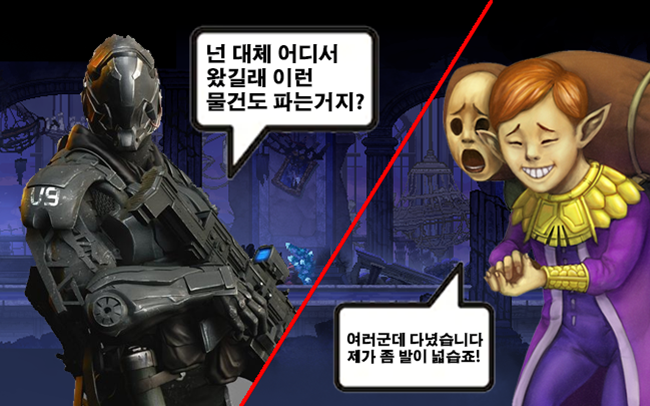 넌 대체 어디서
왔길래 이런
물건도 파는거지?
U9
여러군데 다녔습니다
제가 좀 발이 넓습죠!